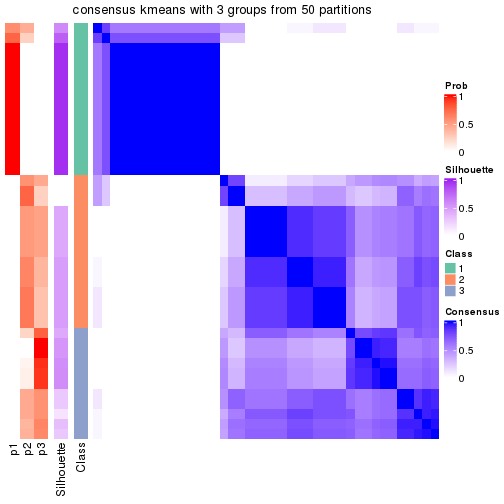 consensus kmeans with 3 groups from 50 partitions
Prob
1
0.5
0
Silhouette
1
0.5
0
Class
1
2
3
Consensus
1
0.5
0
p1
p2
p3
Silhouette
Class